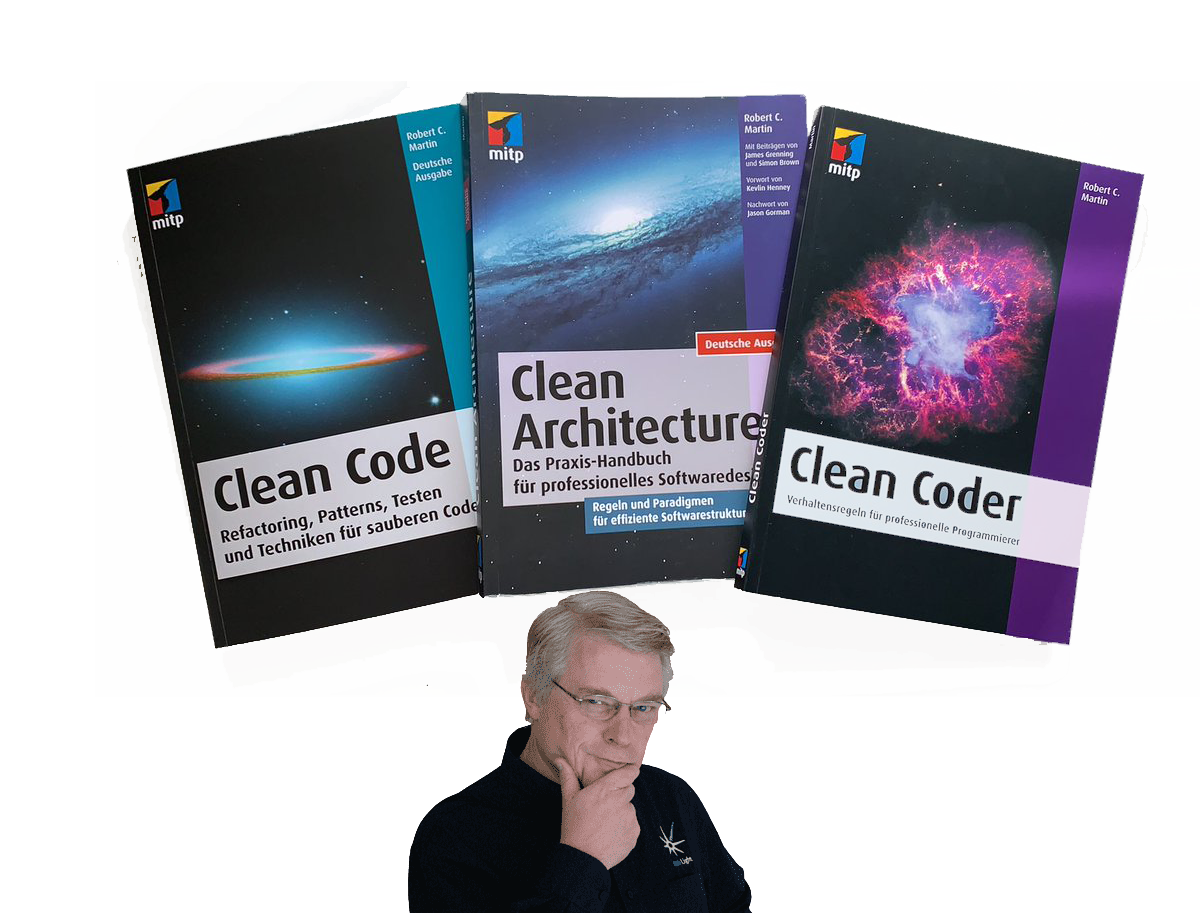 mitp
Robert C.
Martin
Deutsche
Ausgabe
Clean Code
Refactoring, Patterns, Testen
und Techniken für sauberen Code
mitp
Robert C.
Martin
Mit Beiträgen von
James Grenning
und Simon Brown
Vorwort von
Kevlin Henney
Nachwort von
Jason Gorman
Deutsche
Clean
Architecture
Das Praxis-Handbuch
für professionelles Softwaredes
Regeln und Paradigmen
für effiziente Softwarestruktur
Clean Coder
mitp
Robert C.
Martin
Clean Coder
Verhaltensregeln für professionelle Programmierer
Light